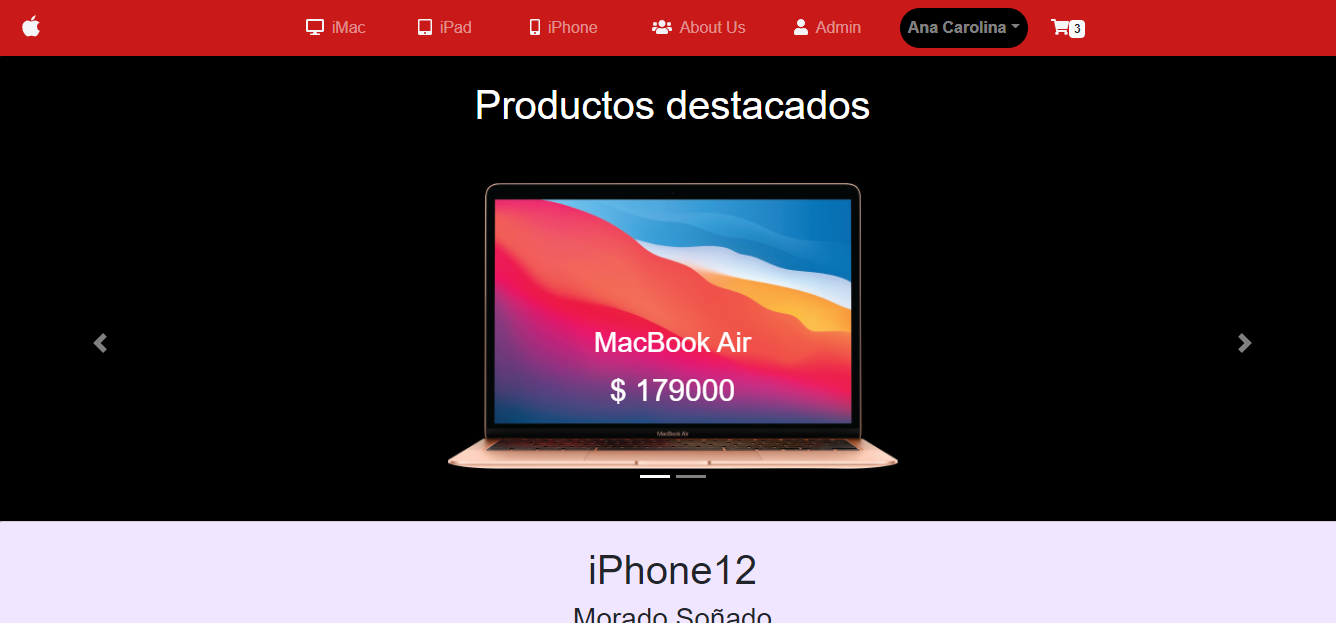 iMac iPad iPhone About Us Admin Ana Carolina 3
Productos destacados
MacBook Air
$ 179000
MacBook Air
iPhone12
Morado Soñado